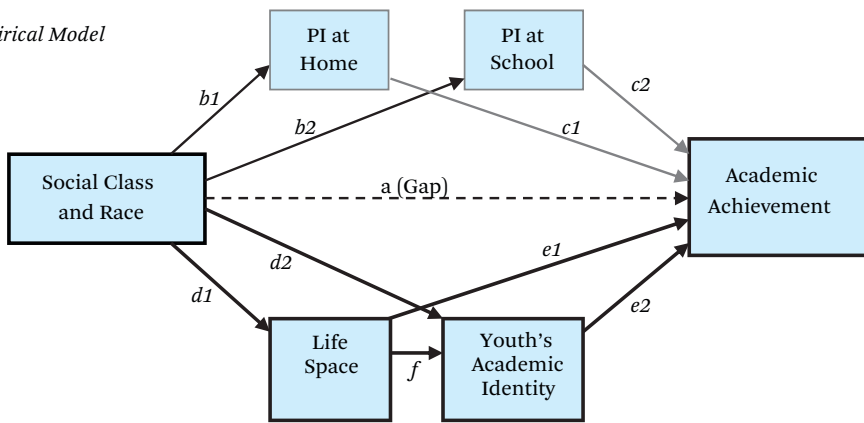 irical Model
PI at
Home
PI at
School
b1
b2
c1
c2
Social Class
and Race
a (Gap)
Academic
Achievement
d1
d2
e1
e2
Life
Space
f
Youth's
Academic
Identity